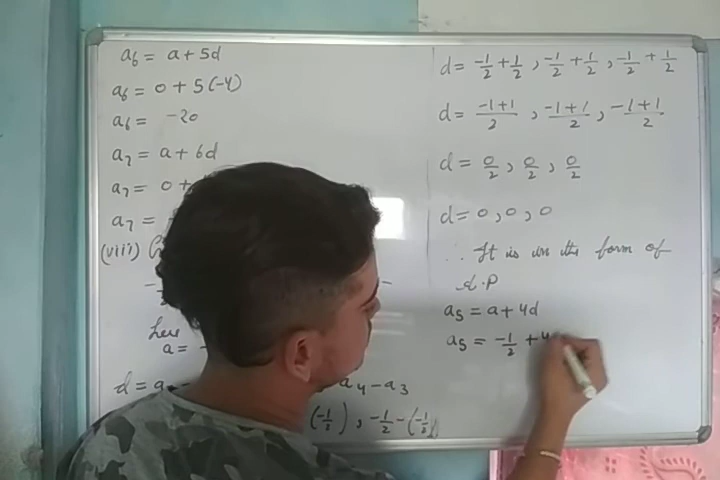 a₆ = a + 5d
a₆ = 0 + 5(-4)
a₆ = -20
a₇ = a + 6d
a₇ = 0 +
a₇ =
(viii)
here
a = -
d = a a₄ - a₃
(-1/2), -1/2 - (-1/2)
d = -1/2 + 1/2, -1/2 + 1/2, -1/2 + 1/2
d = -1+1/2, -1+1/2, -1+1/2
d = 0/2, 0/2, 0/2
d = 0, 0, 0
∴ It is in the form of
A.P
a₅ = a + 4d
a₅ = -1/2 + 4